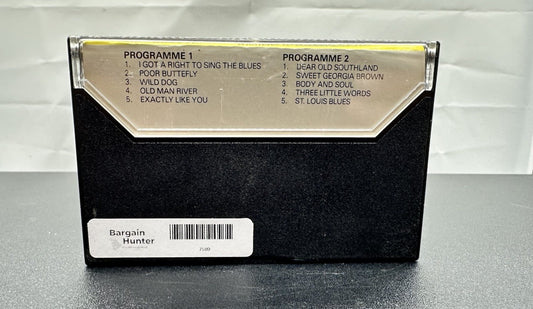 PROGRAMME 1
1. I GOT A RIGHT TO SING THE BLUES
2. POOR BUTTEFLY
3. WILD DOG
4. OLD MAN RIVER
5. EXACTLY LIKE YOU
PROGRAMME 2
1. DEAR OLD SOUTHLAND
2. SWEET GEORGIA BROWN
3. BODY AND SOUL
4. THREE LITTLE WORDS
5. ST. LOUIS BLUES
Bargain
Hunter